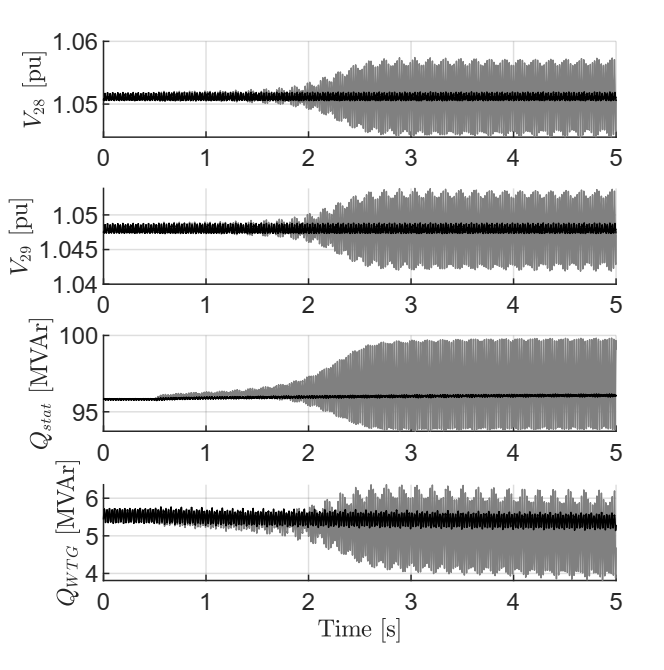 1.06
1.05
V28 [pu]
0 1 2 3 4 5
1.05
1.045
1.04
V29 [pu]
0 1 2 3 4 5
100
95
Qstat [MVAr]
0 1 2 3 4 5
6
5
4
QWTG [MVAr]
0 1 2 3 4 5
Time [s]